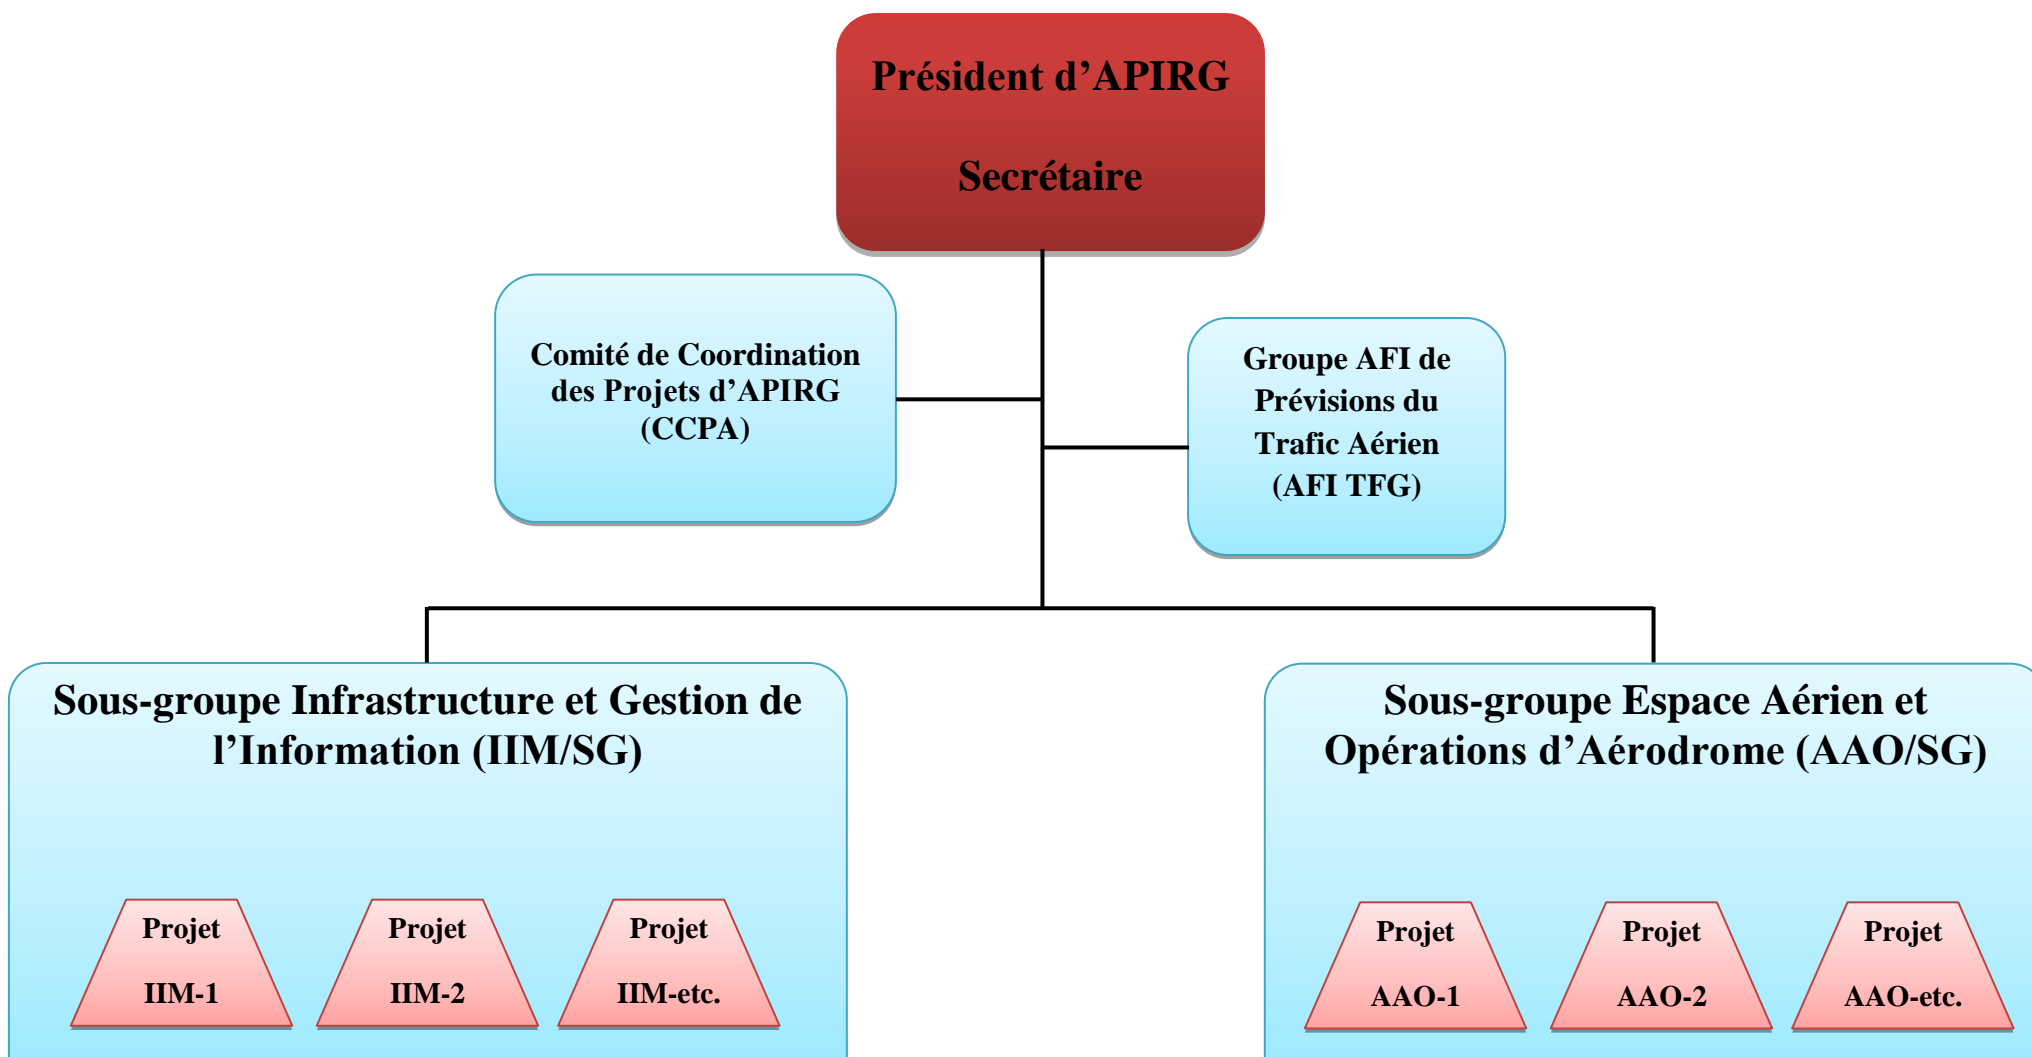 Président d’APIRG
Secrétaire
Comité de Coordination
des Projets d’APIRG
(CCPA)
Groupe AFI de
Prévisions du
Trafic Aérien
(AFI TFG)
Sous-groupe Infrastructure et Gestion de
l’Information (IIM/SG)
Sous-groupe Espace Aérien et
Opérations d’Aérodrome (AAO/SG)
Projet
IIM-1
Projet
IIM-2
Projet
IIM-etc.
Projet
AAO-1
Projet
AAO-2
Projet
AAO-etc.